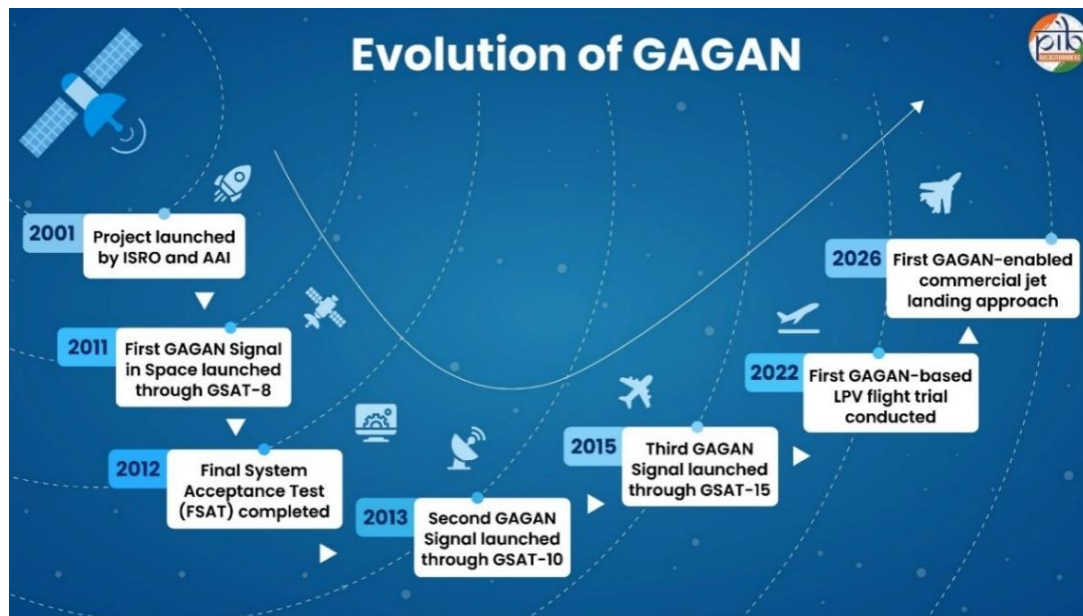 Evolution of GAGAN
pib
2001
Project launched
by ISRO and AAI
2011
First GAGAN Signal
in Space launched
through GSAT-8
2012
Final System
Acceptance Test
(FSAT) completed
2013
Second GAGAN
Signal launched
through GSAT-10
2015
Third GAGAN
Signal launched
through GSAT-15
2022
First GAGAN-based
LPV flight trial
conducted
2026
First GAGAN-enabled
commercial jet
landing approach